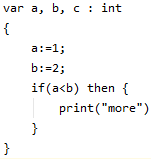 var a, b, c : int
{
    a:=1;
    b:=2;
    if(a<b) then {
        print("more")
    }
}